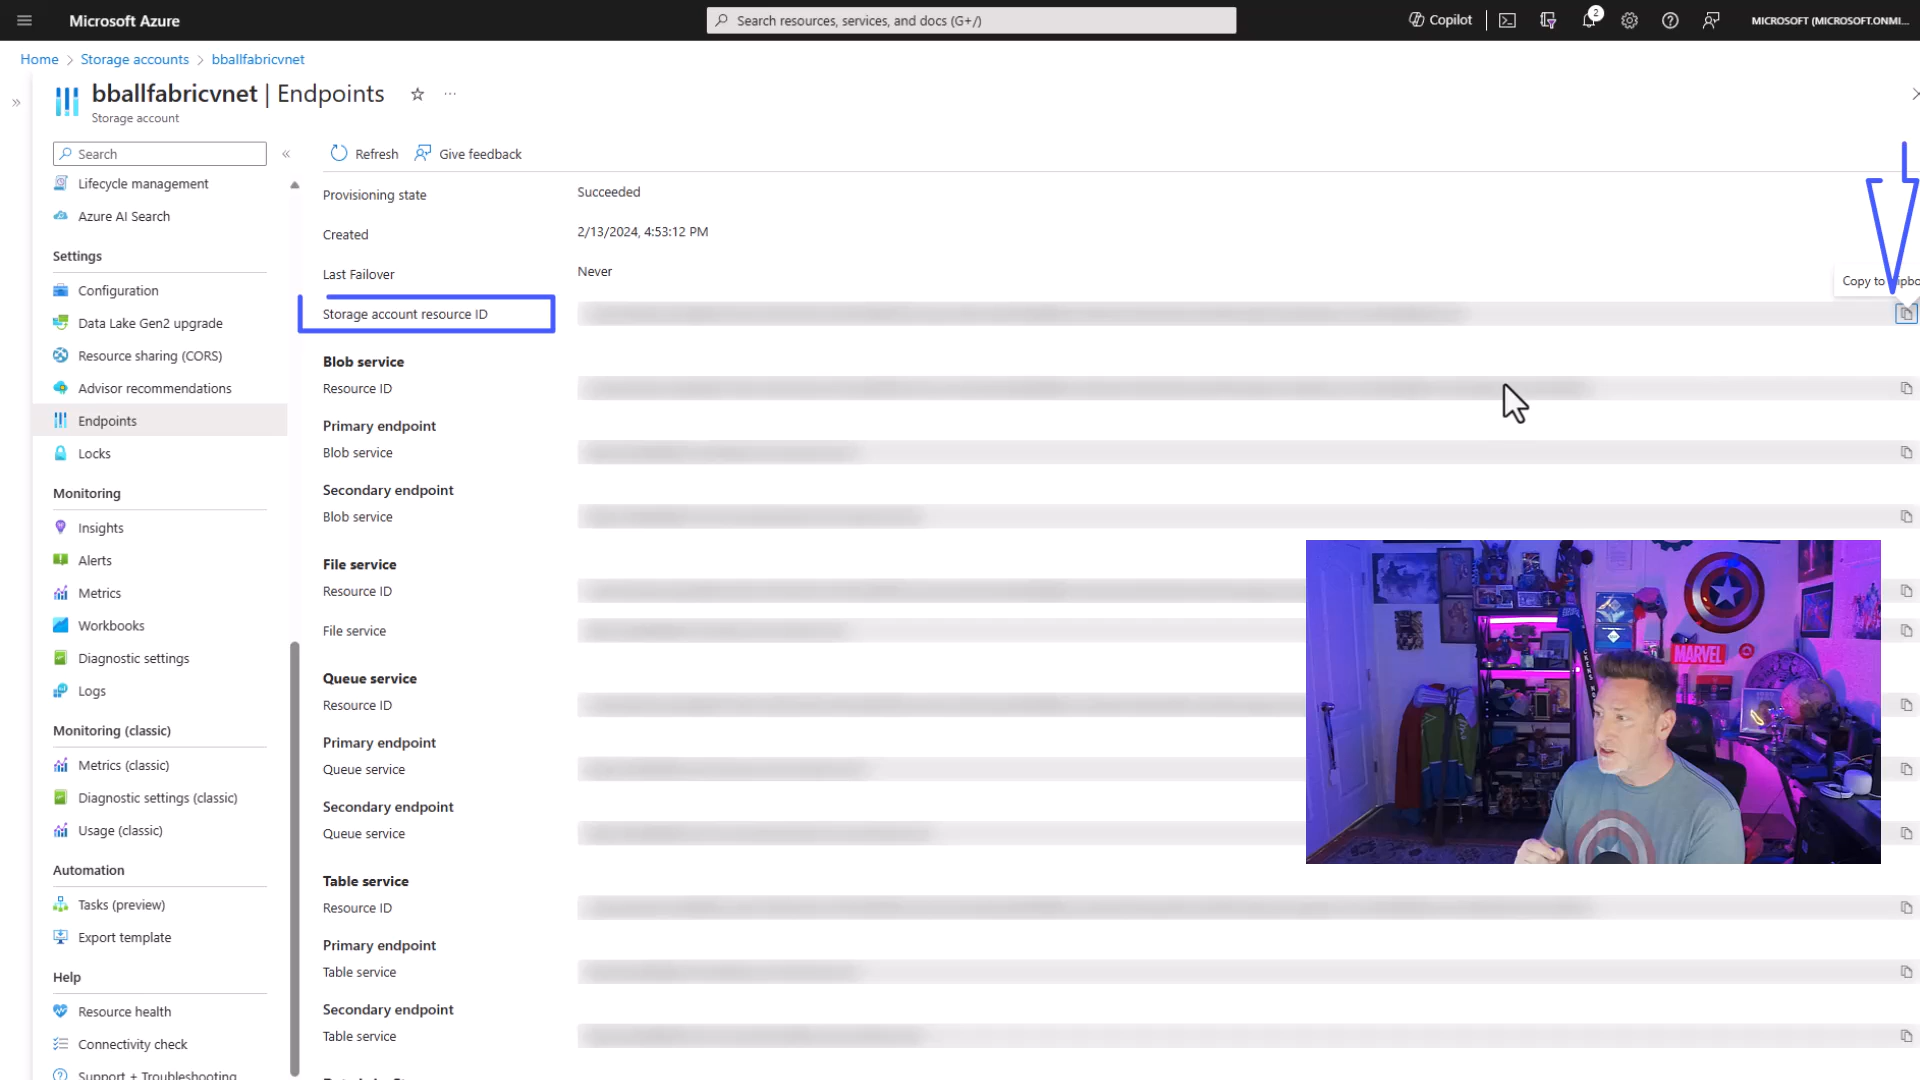 Microsoft Azure
Search resources, services, and docs (G+/)
Copilot
2
MICROSOFT (MICROSOFT.ONMI...
Home > Storage accounts > bballfabricvnet
bballfabricvnet | Endpoints
Storage account
Search
Refresh
Give feedback
Lifecycle management
Azure AI Search
Settings
Configuration
Data Lake Gen2 upgrade
Resource sharing (CORS)
Advisor recommendations
Endpoints
Locks
Monitoring
Insights
Alerts
Metrics
Workbooks
Diagnostic settings
Logs
Monitoring (classic)
Metrics (classic)
Diagnostic settings (classic)
Usage (classic)
Automation
Tasks (preview)
Export template
Help
Resource health
Connectivity check
Support + Troubleshooting
Provisioning state
Succeeded
Created
2/13/2024, 4:53:12 PM
Last Failover
Never
Copy to
Storage account resource ID
Blob service
Resource ID
Primary endpoint
Blob service
Secondary endpoint
Blob service
File service
Resource ID
File service
Queue service
Resource ID
Primary endpoint
Queue service
Secondary endpoint
Queue service
Table service
Resource ID
Primary endpoint
Table service
Secondary endpoint
Table service
MARVEL